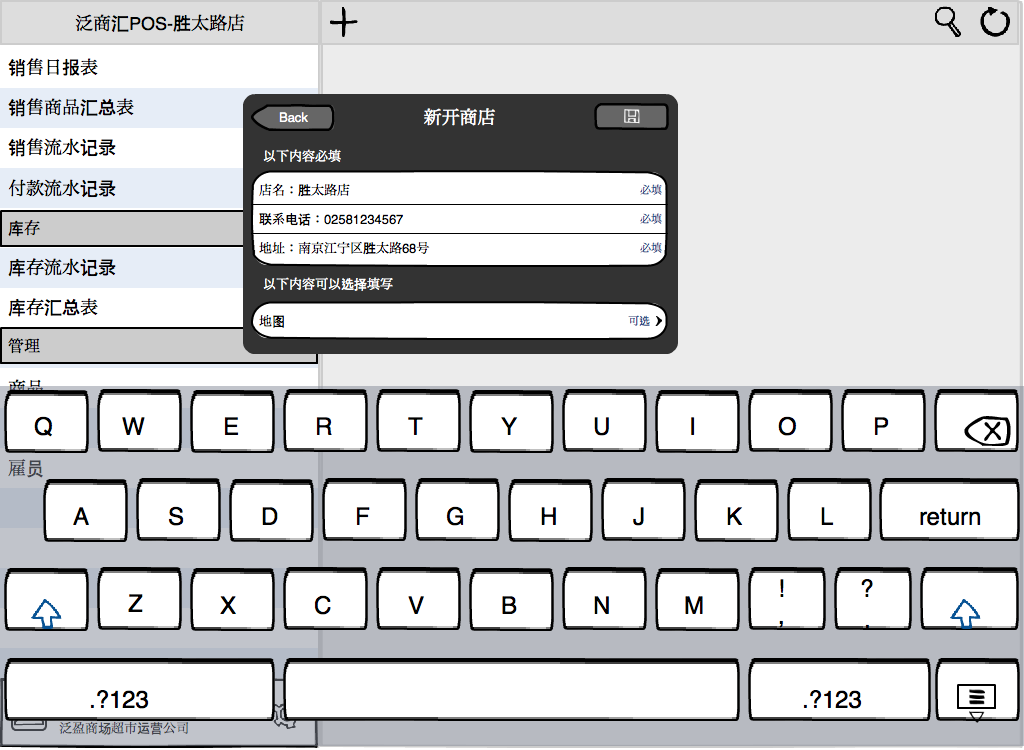 泛商汇POS-胜太路店
销售日报表
销售商品汇总表
销售流水记录
付款流水记录
库存
库存流水记录
库存汇总表
管理
商品
雇员
泛盈商场超市运营公司
Back
新开商店
以下内容必填
店名：胜太路店 必填
联系电话：02581234567 必填
地址：南京江宁区胜太路68号 必填
以下内容可以选择填写
地图 可选
Q W E R T Y U I O P
A S D F G H J K L return
Z X C V B N M ! , ? .
.?123 .?123